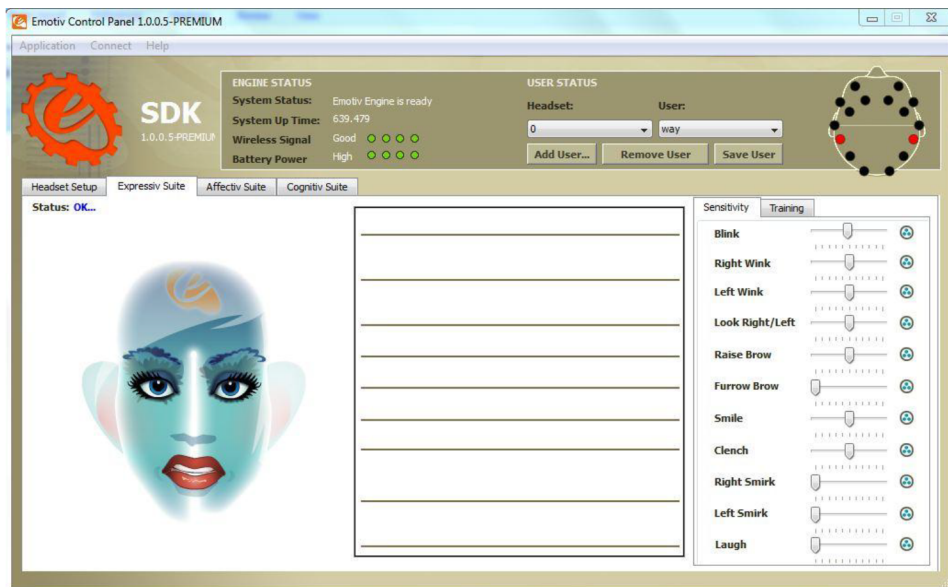 Emotiv Control Panel 1.0.0.5-PREMIUM
Application Connect Help
SDK
1.0.0.5-PREMIUM
ENGINE STATUS
System Status: Emotiv Engine is ready
System Up Time: 639.479
Wireless Signal Good
Battery Power High
USER STATUS
Headset: User:
0 way
Add User... Remove User Save User
Headset Setup Expressiv Suite Affectiv Suite Cognitiv Suite
Status: OK...
Sensitivity Training
Blink
Right Wink
Left Wink
Look Right/Left
Raise Brow
Furrow Brow
Smile
Clench
Right Smirk
Left Smirk
Laugh